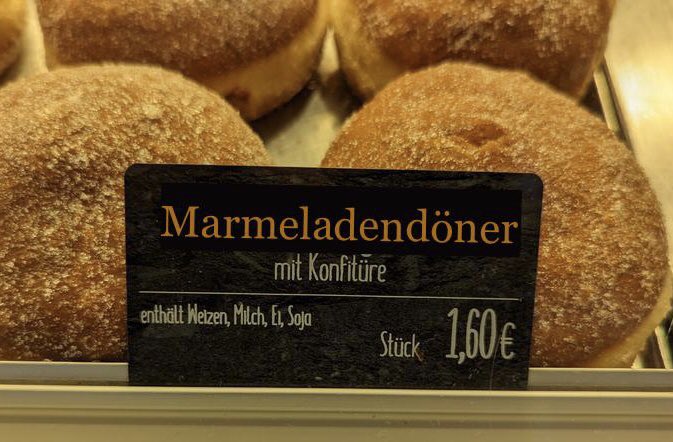 Marmeladendöner
mit Konfitüre
enthält Weizen, Milch, Ei, Soja
Stück 1,60€